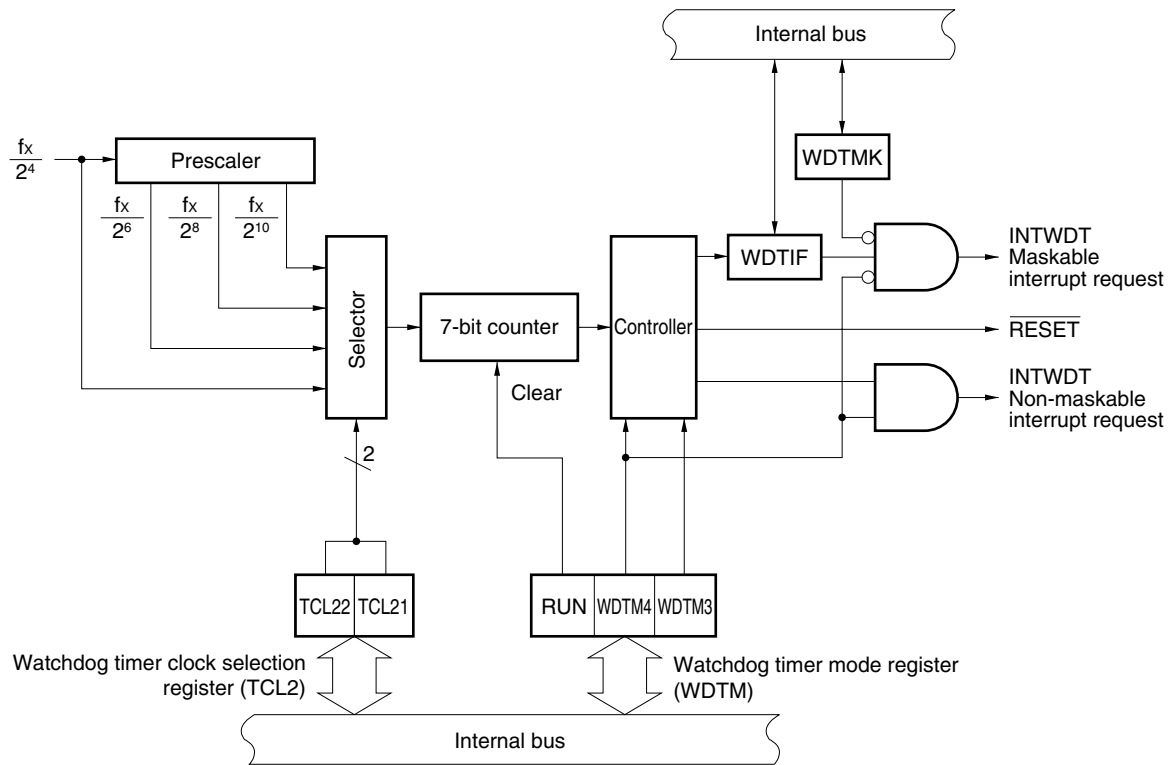 Internal bus
fX
2⁴
Prescaler
WDTMK
fX
2⁶
fX
2⁸
fX
2¹⁰
WDTIF
INTWDT
Maskable
interrupt request
Selector
7-bit counter
Controller
RESET
Clear
INTWDT
Non-maskable
interrupt request
2
TCL22 TCL21
RUN WDTM4 WDTM3
Watchdog timer clock selection
register (TCL2)
Watchdog timer mode register
(WDTM)
Internal bus